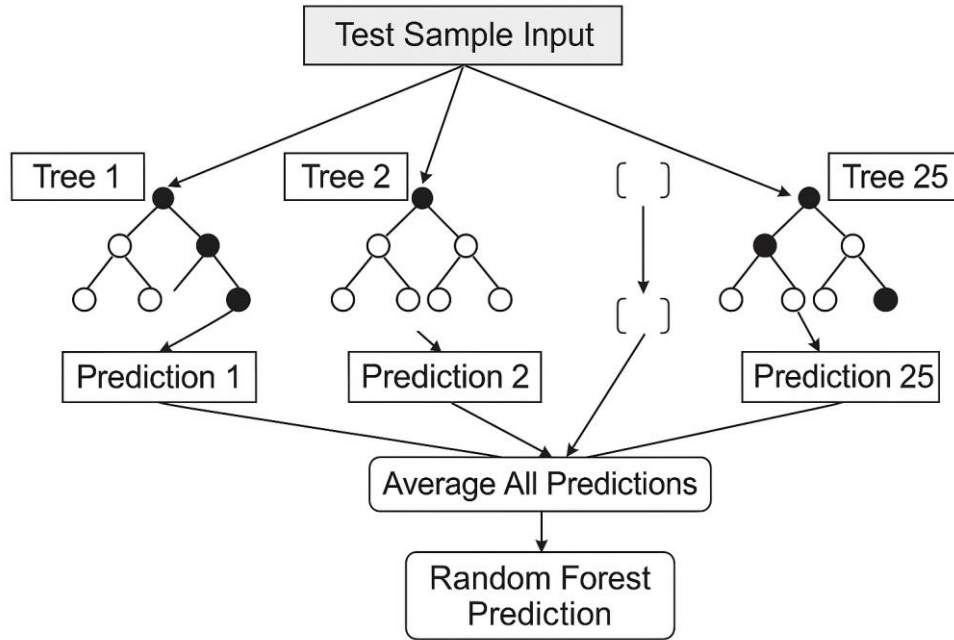 Test Sample Input
Tree 1
Tree 2
Tree 25
Prediction 1
Prediction 2
Prediction 25
Average All Predictions
Random Forest
Prediction